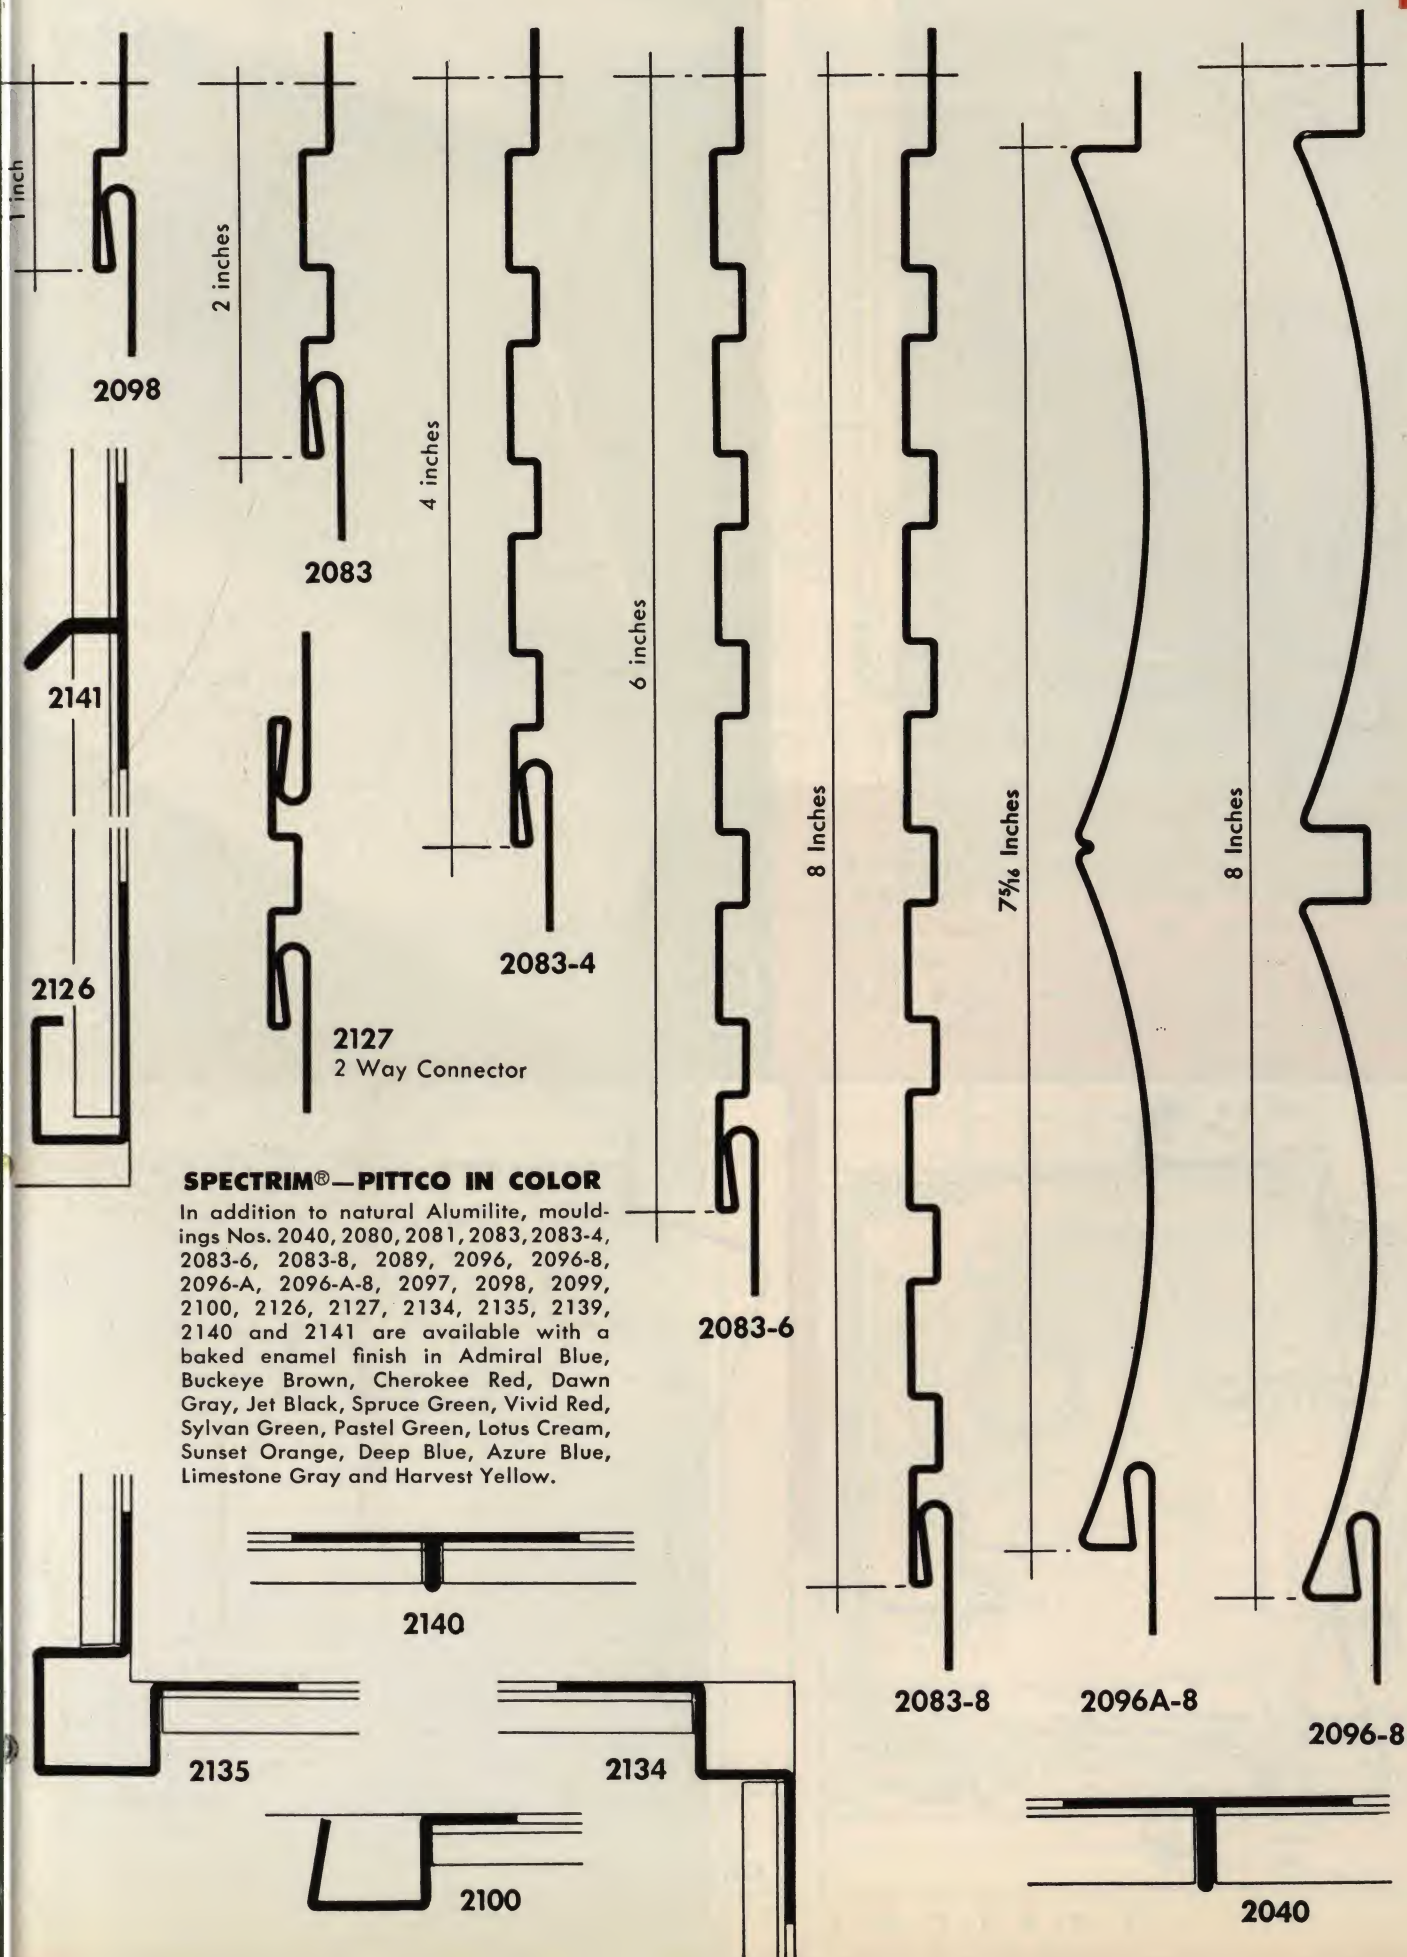 1 inch
2098
2 inches
2083
4 inches
2083-4
6 inches
2083-6
8 Inches
2083-8
7 5/16 Inches
2096A-8
8 Inches
2096-8
2141
2126
2127
2 Way Connector
SPECTRIM®—PITTCO IN COLOR
In addition to natural Alumilite, mould-
ings Nos. 2040, 2080, 2081, 2083, 2083-4,
2083-6, 2083-8, 2089, 2096, 2096-8,
2096-A, 2096-A-8, 2097, 2098, 2099,
2100, 2126, 2127, 2134, 2135, 2139,
2140 and 2141 are available with a
baked enamel finish in Admiral Blue,
Buckeye Brown, Cherokee Red, Dawn
Gray, Jet Black, Spruce Green, Vivid Red,
Sylvan Green, Pastel Green, Lotus Cream,
Sunset Orange, Deep Blue, Azure Blue,
Limestone Gray and Harvest Yellow.
2140
2135
2134
2100
2040